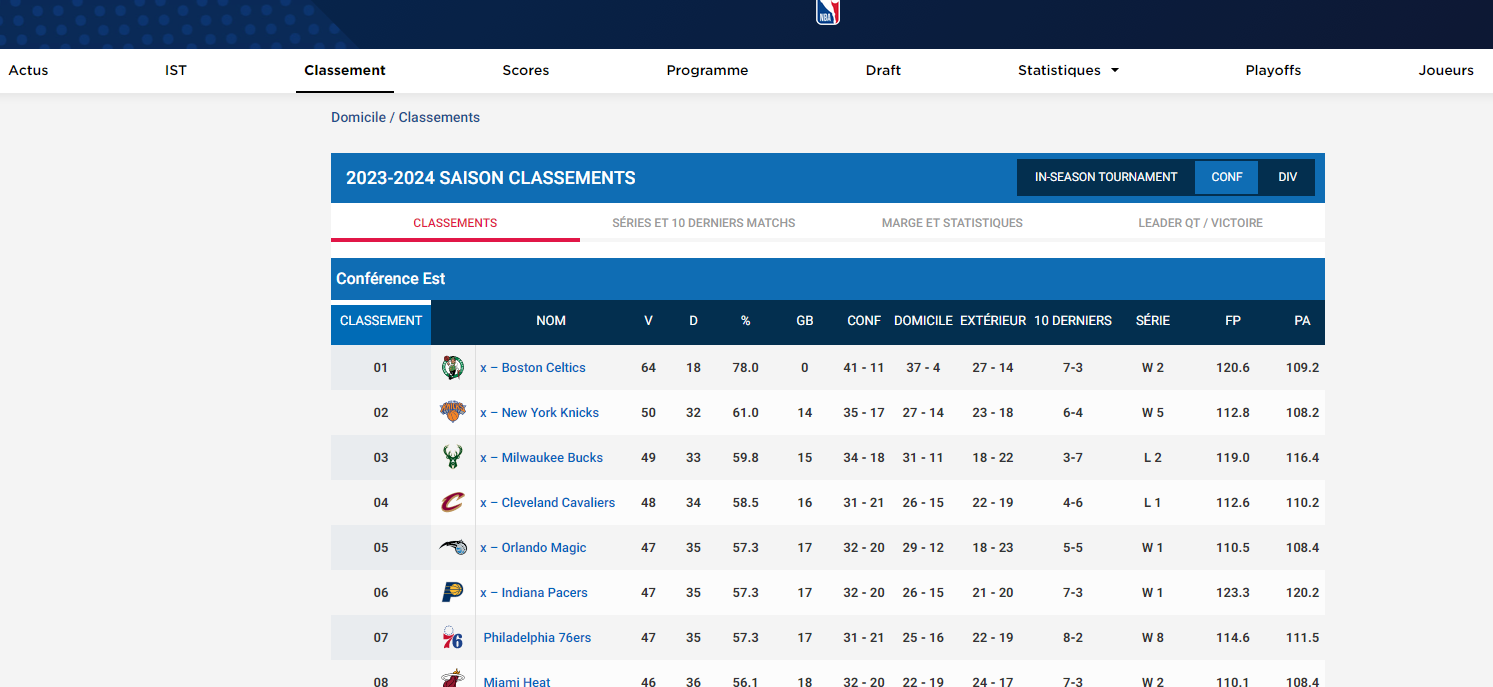 NBA
Actus IST Classement Scores Programme Draft Statistiques Playoffs Joueurs
Domicile / Classements
2023-2024 SAISON CLASSEMENTS IN-SEASON TOURNAMENT CONF DIV
CLASSEMENTS SÉRIES ET 10 DERNIERS MATCHS MARGE ET STATISTIQUES LEADER QT / VICTOIRE
Conférence Est
CLASSEMENT NOM V D % GB CONF DOMICILE EXTÉRIEUR 10 DERNIERS SÉRIE FP PA
01 x – Boston Celtics 64 18 78.0 0 41 - 11 37 - 4 27 - 14 7-3 W 2 120.6 109.2
02 x – New York Knicks 50 32 61.0 14 35 - 17 27 - 14 23 - 18 6-4 W 5 112.8 108.2
03 x – Milwaukee Bucks 49 33 59.8 15 34 - 18 31 - 11 18 - 22 3-7 L 2 119.0 116.4
04 x – Cleveland Cavaliers 48 34 58.5 16 31 - 21 26 - 15 22 - 19 4-6 L 1 112.6 110.2
05 x – Orlando Magic 47 35 57.3 17 32 - 20 29 - 12 18 - 23 5-5 W 1 110.5 108.4
06 x – Indiana Pacers 47 35 57.3 17 32 - 20 26 - 15 21 - 20 7-3 W 1 123.3 120.2
07 Philadelphia 76ers 47 35 57.3 17 31 - 21 25 - 16 22 - 19 8-2 W 8 114.6 111.5
08 Miami Heat 46 36 56.1 18 32 - 20 22 - 19 24 - 17 7-3 W 2 110.1 108.4